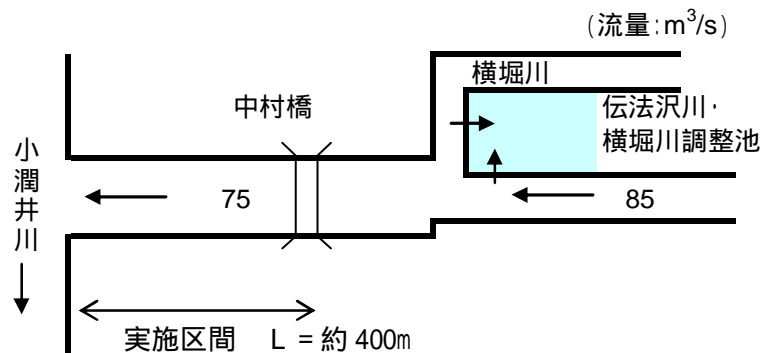 (流量:m³/s)
横堀川
中村橋
伝法沢川・
横堀川調整池
小潤井川
75
85
実施区間 L = 約 400m